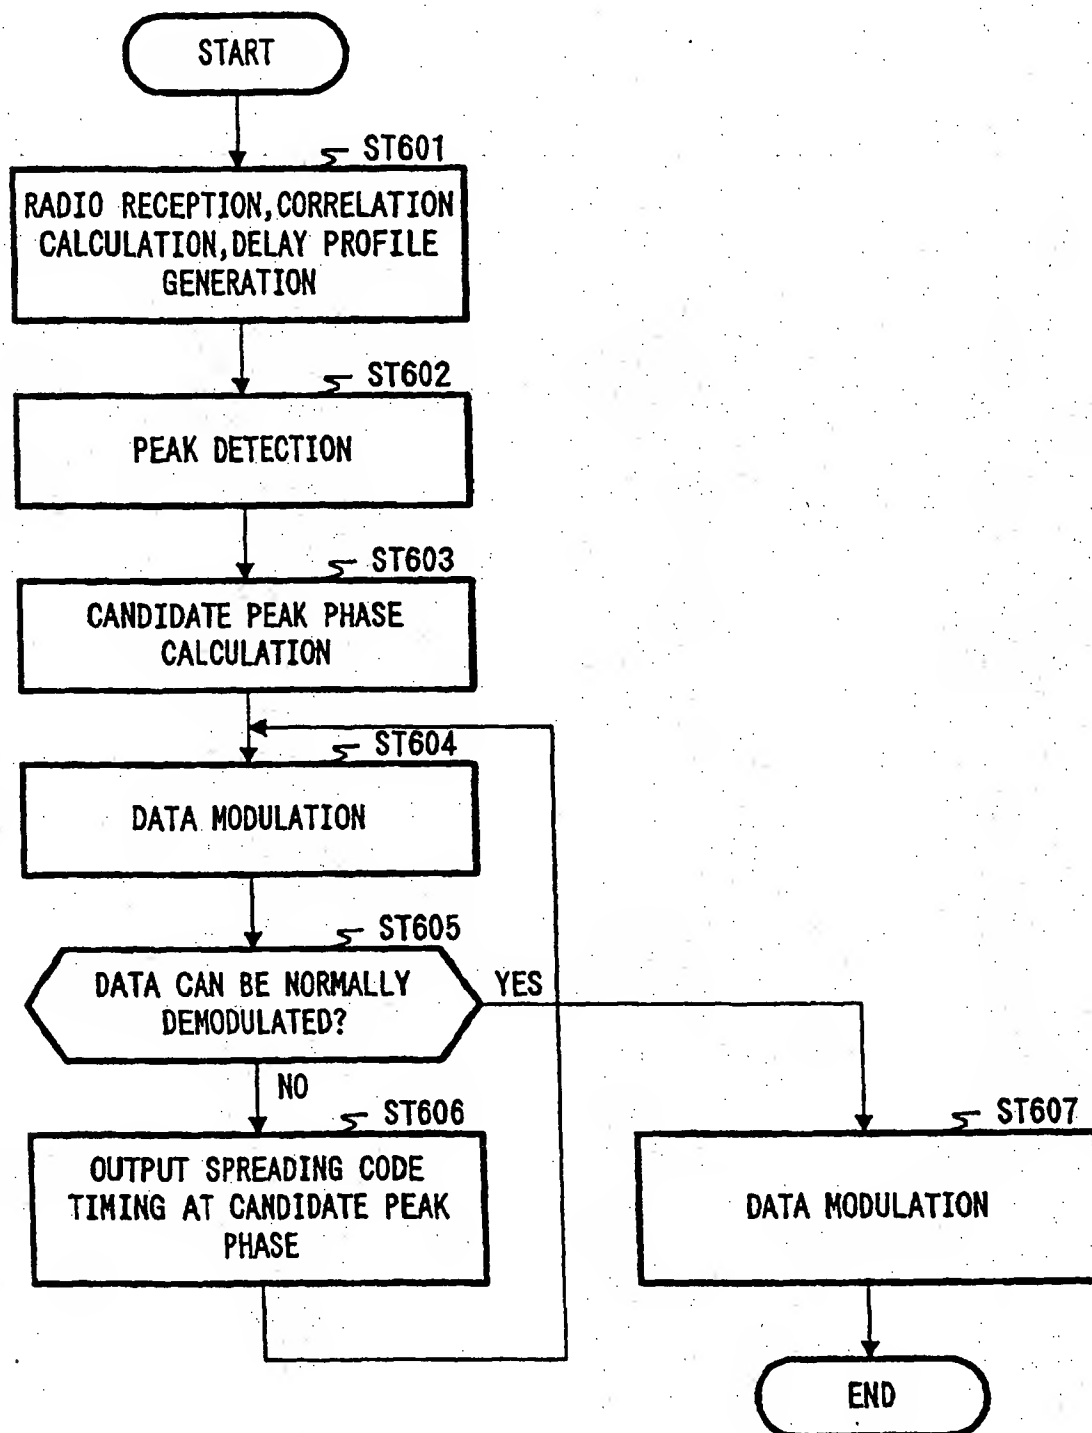 START
ST601
RADIO RECEPTION, CORRELATION
CALCULATION, DELAY PROFILE
GENERATION
ST602
PEAK DETECTION
ST603
CANDIDATE PEAK PHASE
CALCULATION
ST604
DATA MODULATION
ST605
DATA CAN BE NORMALLY
DEMODULATED?
YES
NO
ST606
OUTPUT SPREADING CODE
TIMING AT CANDIDATE PEAK
PHASE
ST607
DATA MODULATION
END